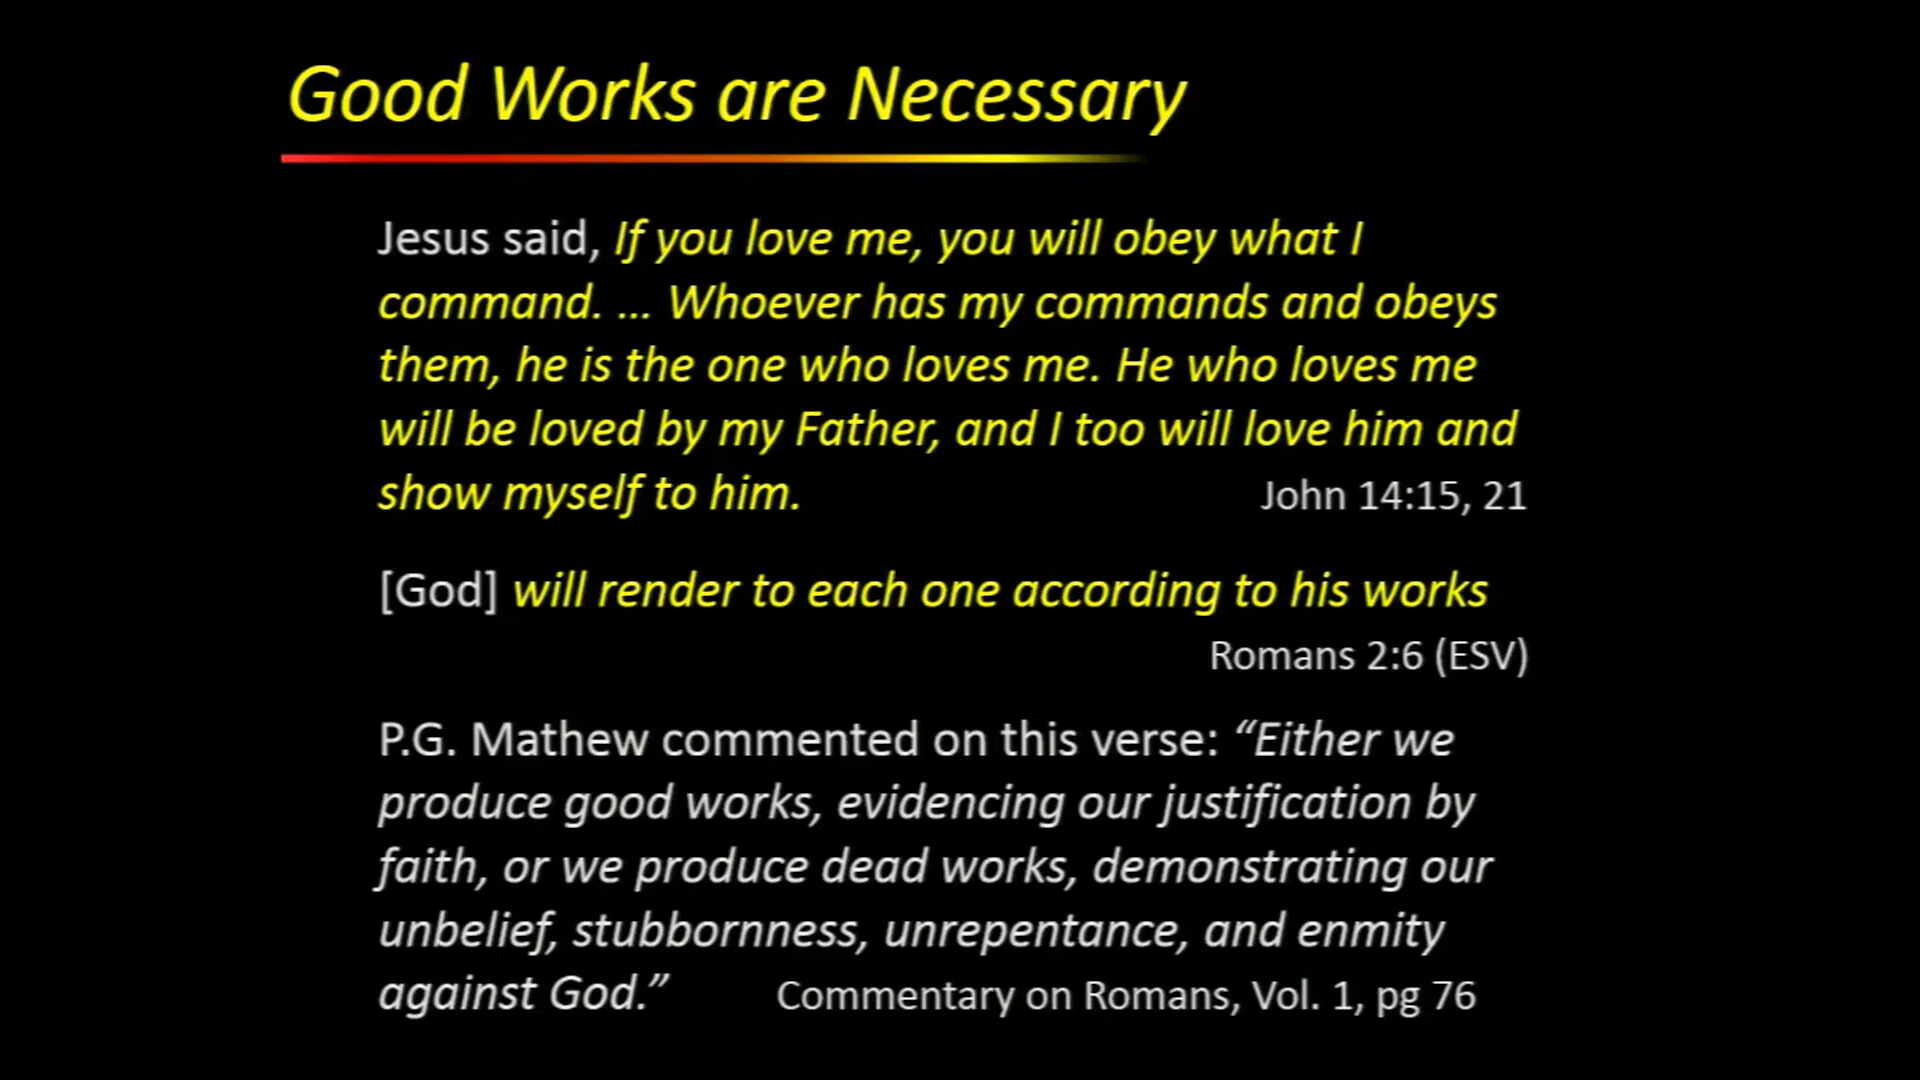 Good Works are Necessary
Jesus said, If you love me, you will obey what I
command. ... Whoever has my commands and obeys
them, he is the one who loves me. He who loves me
will be loved by my Father, and I too will love him and
show myself to him. John 14:15, 21
[God] will render to each one according to his works
Romans 2:6 (ESV)
P.G. Mathew commented on this verse: “Either we
produce good works, evidencing our justification by
faith, or we produce dead works, demonstrating our
unbelief, stubbornness, unrepentance, and enmity
against God.” Commentary on Romans, Vol. 1, pg 76